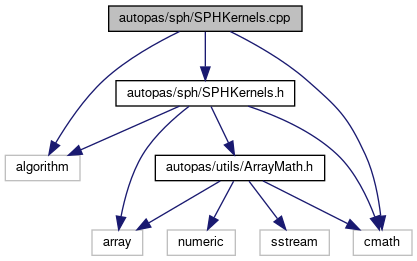 autopas/sph/SPHKernels.cpp
autopas/sph/SPHKernels.h
algorithm
autopas/utils/ArrayMath.h
array
numeric
sstream
cmath